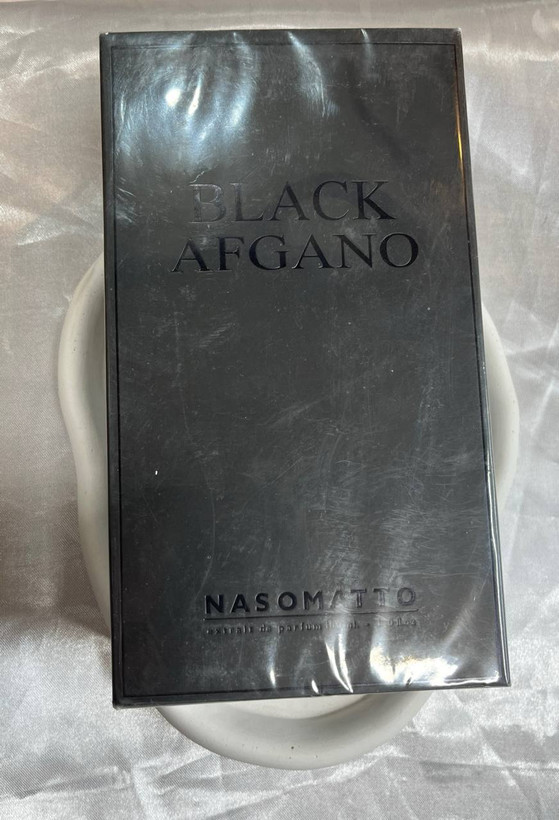 BLACK
AFGANO
NASOMATTO
extrait de parfum